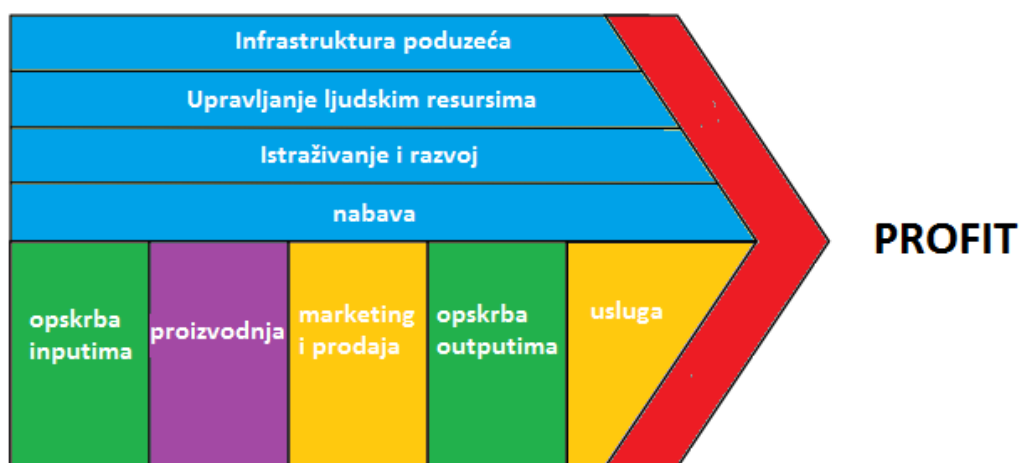 Infrastruktura poduzeća
Upravljanje ljudskim resursima
Istraživanje i razvoj
nabava
opskrba
inputima
proizvodnja
marketing
i prodaja
opskrba
outputima
usluga
PROFIT